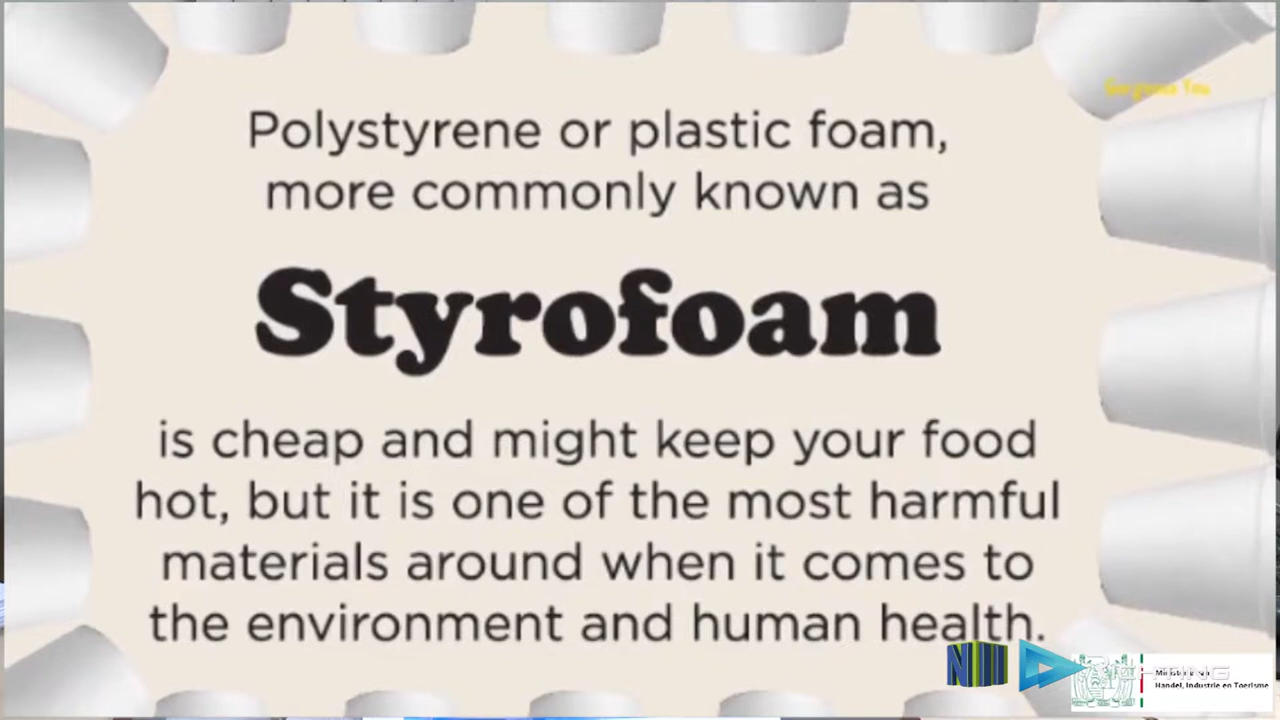 Gorgeous You
Polystyrene or plastic foam,
more commonly known as
Styrofoam
is cheap and might keep your food
hot, but it is one of the most harmful
materials around when it comes to
the environment and human health.
Handel, Industrie en Toerisme